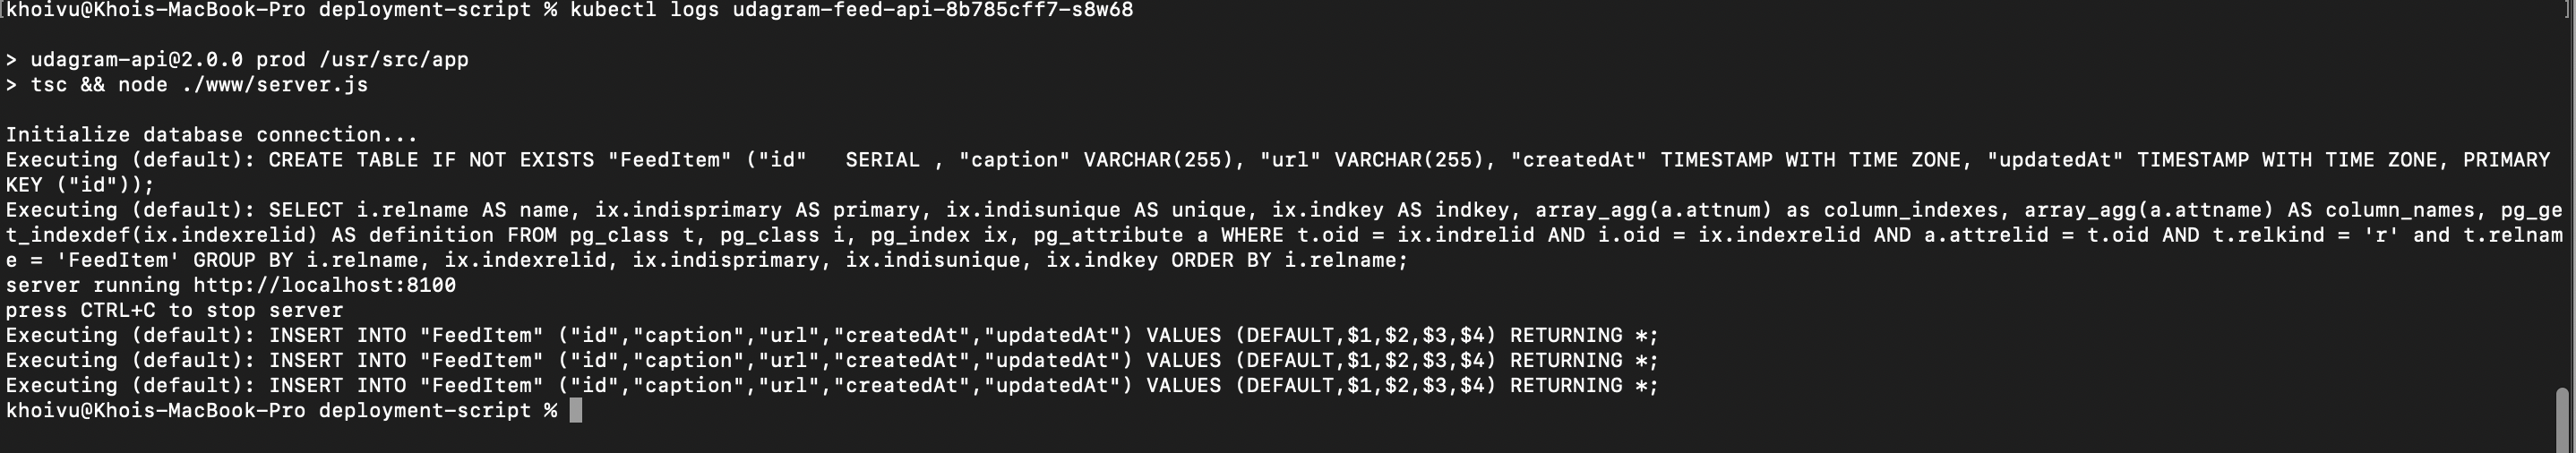 [khoivu@Khois-MacBook-Pro deployment-script % kubectl logs udagram-feed-api-8b785cff7-s8w68 ]
> udagram-api@2.0.0 prod /usr/src/app
> tsc && node ./www/server.js
Initialize database connection...
Executing (default): CREATE TABLE IF NOT EXISTS "FeedItem" ("id"   SERIAL , "caption" VARCHAR(255), "url" VARCHAR(255), "createdAt" TIMESTAMP WITH TIME ZONE, "updatedAt" TIMESTAMP WITH TIME ZONE, PRIMARY
KEY ("id"));
Executing (default): SELECT i.relname AS name, ix.indisprimary AS primary, ix.indisunique AS unique, ix.indkey AS indkey, array_agg(a.attnum) as column_indexes, array_agg(a.attname) AS column_names, pg_ge
t_indexdef(ix.indexrelid) AS definition FROM pg_class t, pg_class i, pg_index ix, pg_attribute a WHERE t.oid = ix.indrelid AND i.oid = ix.indexrelid AND a.attrelid = t.oid AND t.relkind = 'r' and t.relnam
e = 'FeedItem' GROUP BY i.relname, ix.indexrelid, ix.indisprimary, ix.indisunique, ix.indkey ORDER BY i.relname;
server running http://localhost:8100
press CTRL+C to stop server
Executing (default): INSERT INTO "FeedItem" ("id","caption","url","createdAt","updatedAt") VALUES (DEFAULT,$1,$2,$3,$4) RETURNING *;
Executing (default): INSERT INTO "FeedItem" ("id","caption","url","createdAt","updatedAt") VALUES (DEFAULT,$1,$2,$3,$4) RETURNING *;
Executing (default): INSERT INTO "FeedItem" ("id","caption","url","createdAt","updatedAt") VALUES (DEFAULT,$1,$2,$3,$4) RETURNING *;
khoivu@Khois-MacBook-Pro deployment-script %